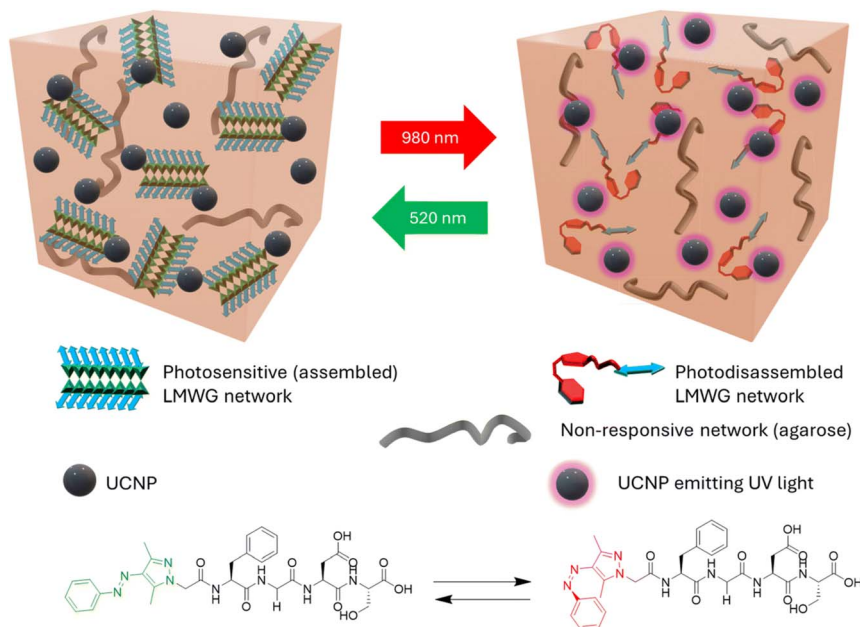 980 nm
520 nm
Photosensitive (assembled)
LMWG network
Photodisassembled
LMWG network
Non-responsive network (agarose)
UCNP
UCNP emitting UV light
O
OH
N
N
N
N
O
N
H
O
H
N
O
N
H
O
H
N
O
OH
HO
O
OH
N
N
N
N
O
N
H
O
H
N
O
N
H
O
H
N
O
OH
HO